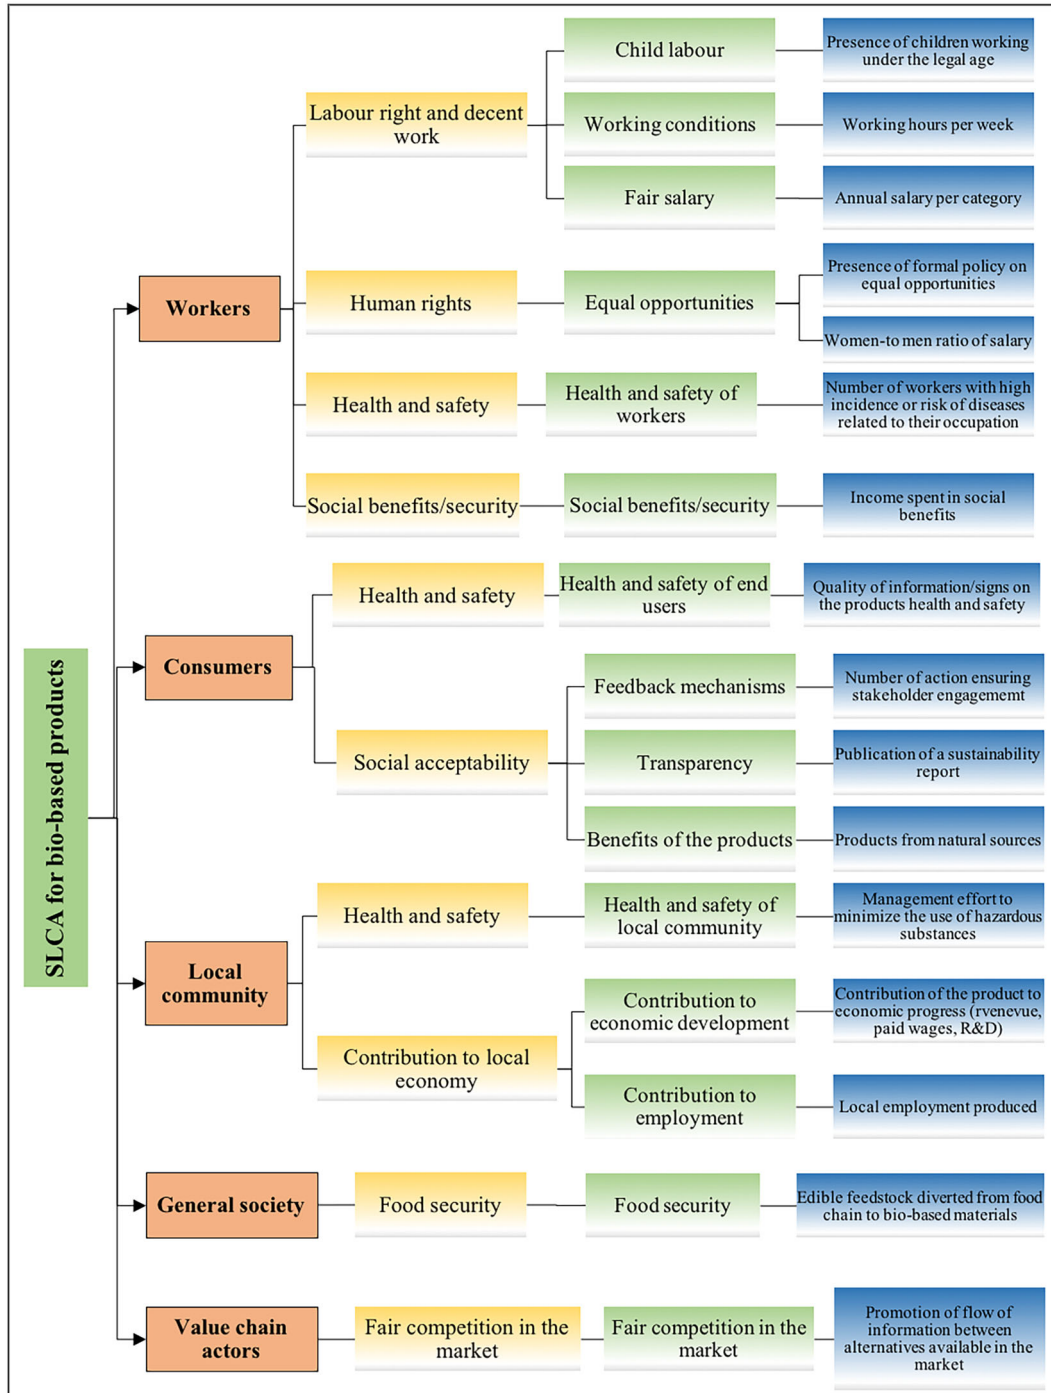 SLCA for bio-based products
Workers
Labour right and decent
work
Child labour
Presence of children working
under the legal age
Working conditions
Working hours per week
Fair salary
Annual salary per category
Human rights
Equal opportunities
Presence of formal policy on
equal opportunities
Women-to men ratio of salary
Health and safety
Health and safety of
workers
Number of workers with high
incidence or risk of diseases
related to their occupation
Social benefits/security
Social benefits/security
Income spent in social
benefits
Consumers
Health and safety
Health and safety of end
users
Quality of information/signs on
the products health and safety
Social acceptability
Feedback mechanisms
Number of action ensuring
stakeholder engagememt
Transparency
Publication of a sustainability
report
Benefits of the products
Products from natural sources
Local
community
Health and safety
Health and safety of
local community
Management effort to
minimize the use of hazardous
substances
Contribution to local
economy
Contribution to
economic development
Contribution of the product to
economic progress (rvenevue,
paid wages, R&D)
Contribution to
employment
Local employment produced
General society
Food security
Food security
Edible feedstock diverted from food
chain to bio-based materials
Value chain
actors
Fair competition in the
market
Fair competition in the
market
Promotion of flow of
information between
alternatives available in the
market